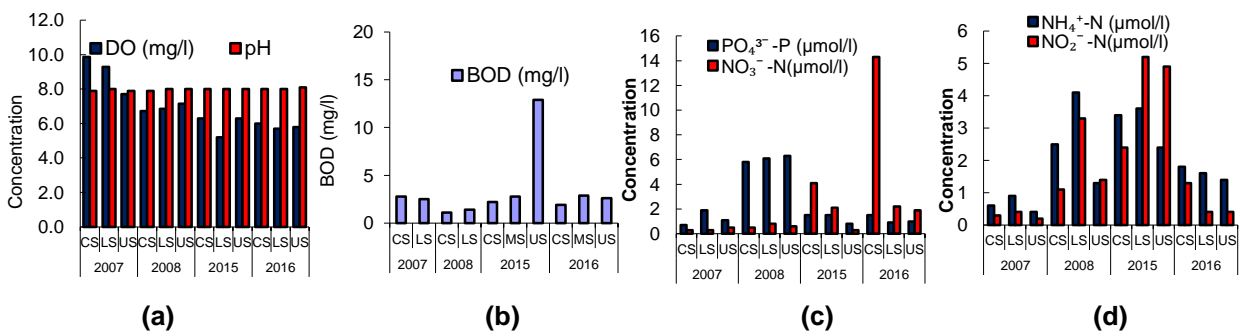 12.0
10.0
8.0
6.0
4.0
2.0
0.0
Concentration
DO (mg/l) pH
CS LS US CS LS US CS LS US CS LS US
2007 2008 2015 2016
(a)
20
15
10
5
0
BOD (mg/l)
BOD (mg/l)
CS LS CS LS CS MS US CS MS US
2007 2008 2015 2016
(b)
16
14
12
10
8
6
4
2
0
Concentration
PO₄³⁻ -P (µmol/l)
NO₃⁻ -N(µmol/l)
CS LS US CS LS US CS LS US CS LS US
2007 2008 2015 2016
(c)
6
5
4
3
2
1
0
Concentration
NH₄⁺-N (µmol/l)
NO₂⁻ -N(µmol/l)
CS LS US CS LS US CS LS US CS LS US
2007 2008 2015 2016
(d)